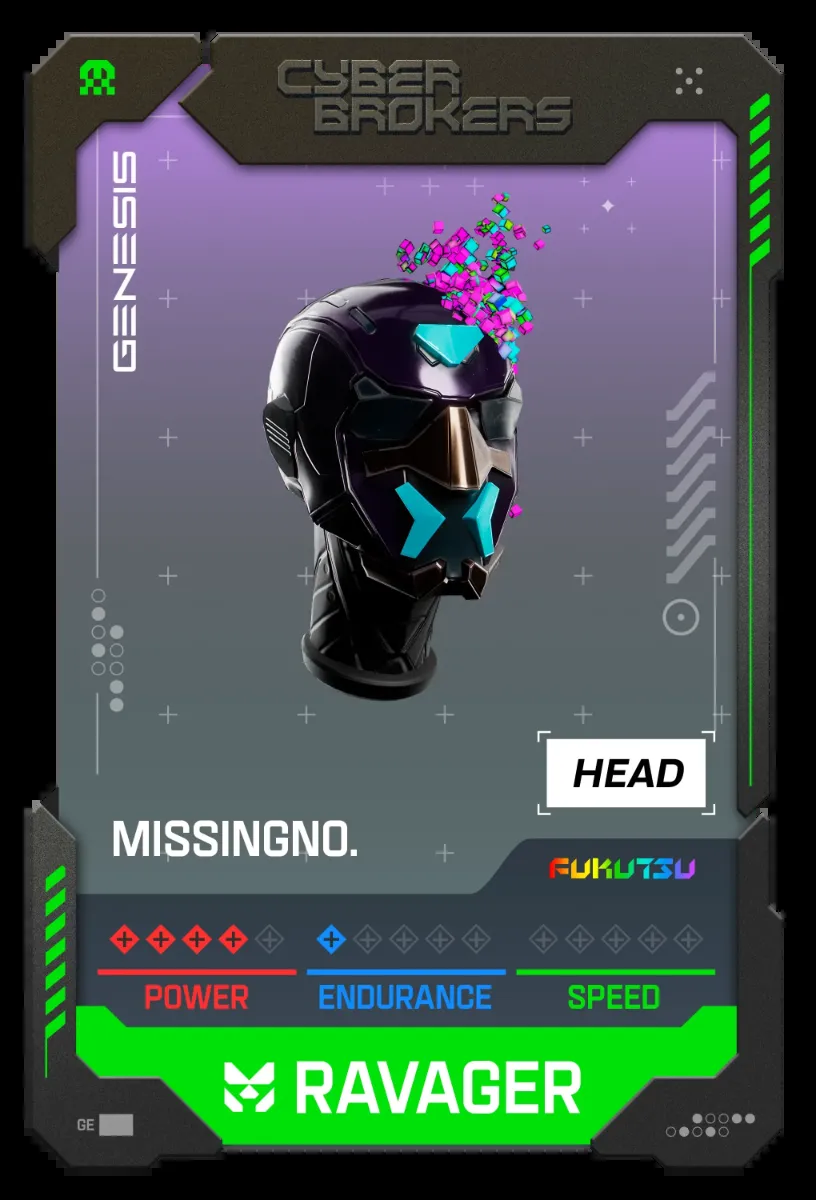 CYBER
BROKERS
GENESIS
HEAD
MISSINGNO.
FUKUTSU
POWER
ENDURANCE
SPEED
RAVAGER
GE